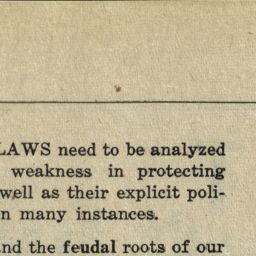 LAWS need to be analyzed
weakness in protecting
well as their explicit poli-
n many instances.
nd the feudal roots of our